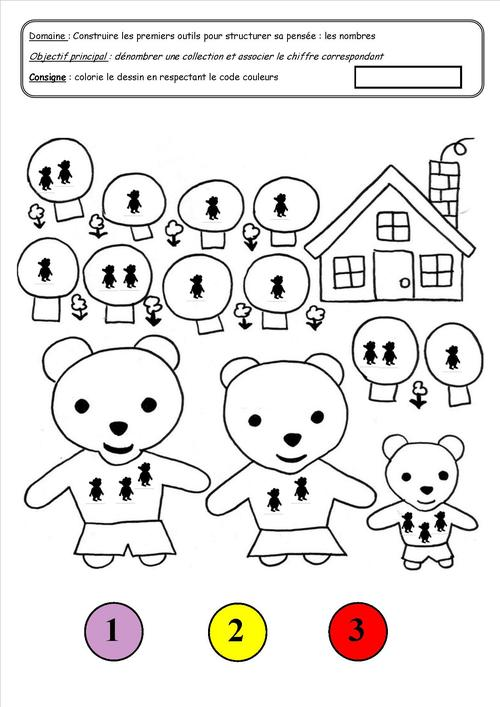 Domaine : Construire les premiers outils pour structurer sa pensée : les nombres
Objectif principal : dénombrer une collection et associer le chiffre correspondant
Consigne : colorie le dessin en respectant le code couleurs
1 2 3